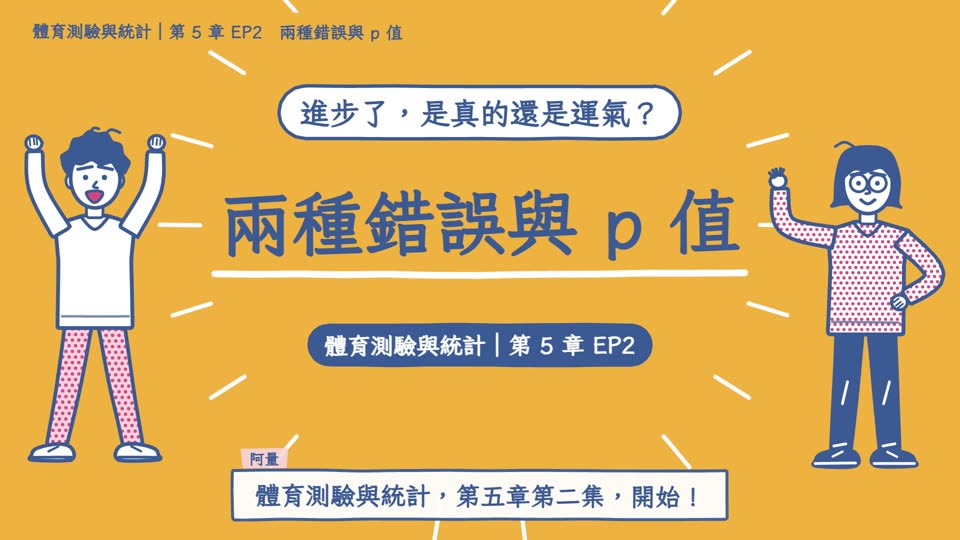 體育測驗與統計｜第 5 章 EP2　兩種錯誤與 p 值
進步了，是真的還是運氣？
兩種錯誤與 p 值
體育測驗與統計｜第 5 章 EP2
阿量
體育測驗與統計，第五章第二集，開始！